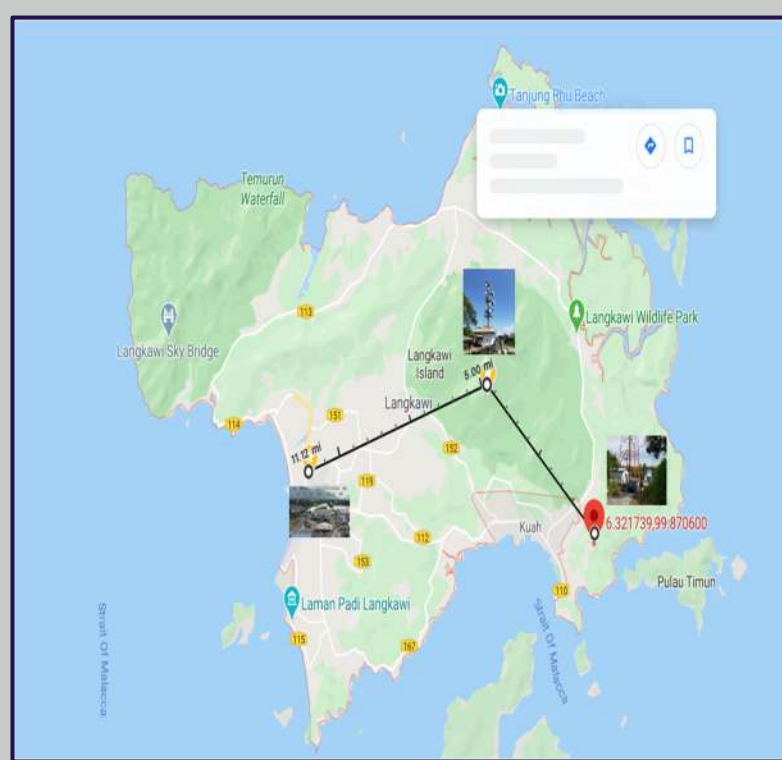 Tanjung Rhu Beach
Temurun
Waterfall
113
Langkawi Wildlife Park
Langkawi Sky Bridge
Langkawi
Island
5.00 mi
Langkawi
151
114
11.12 mi
152
119
6.321739,99.870600
Kuah
112
153
Pulau Timun
110
Laman Padi Langkawi
Strait Of Malacca
Strait Of Malacca
115
167